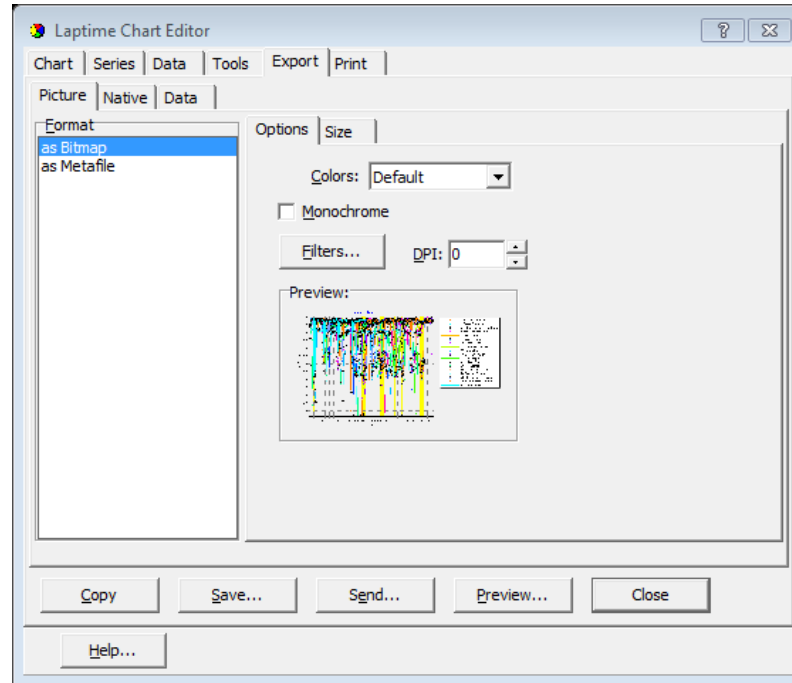 Laptime Chart Editor
Chart Series Data Tools Export Print
Picture Native Data
Format
as Bitmap
as Metafile
Options Size
Colors: Default
Monochrome
Filters... DPI: 0
Preview:
Copy Save... Send... Preview... Close
Help...